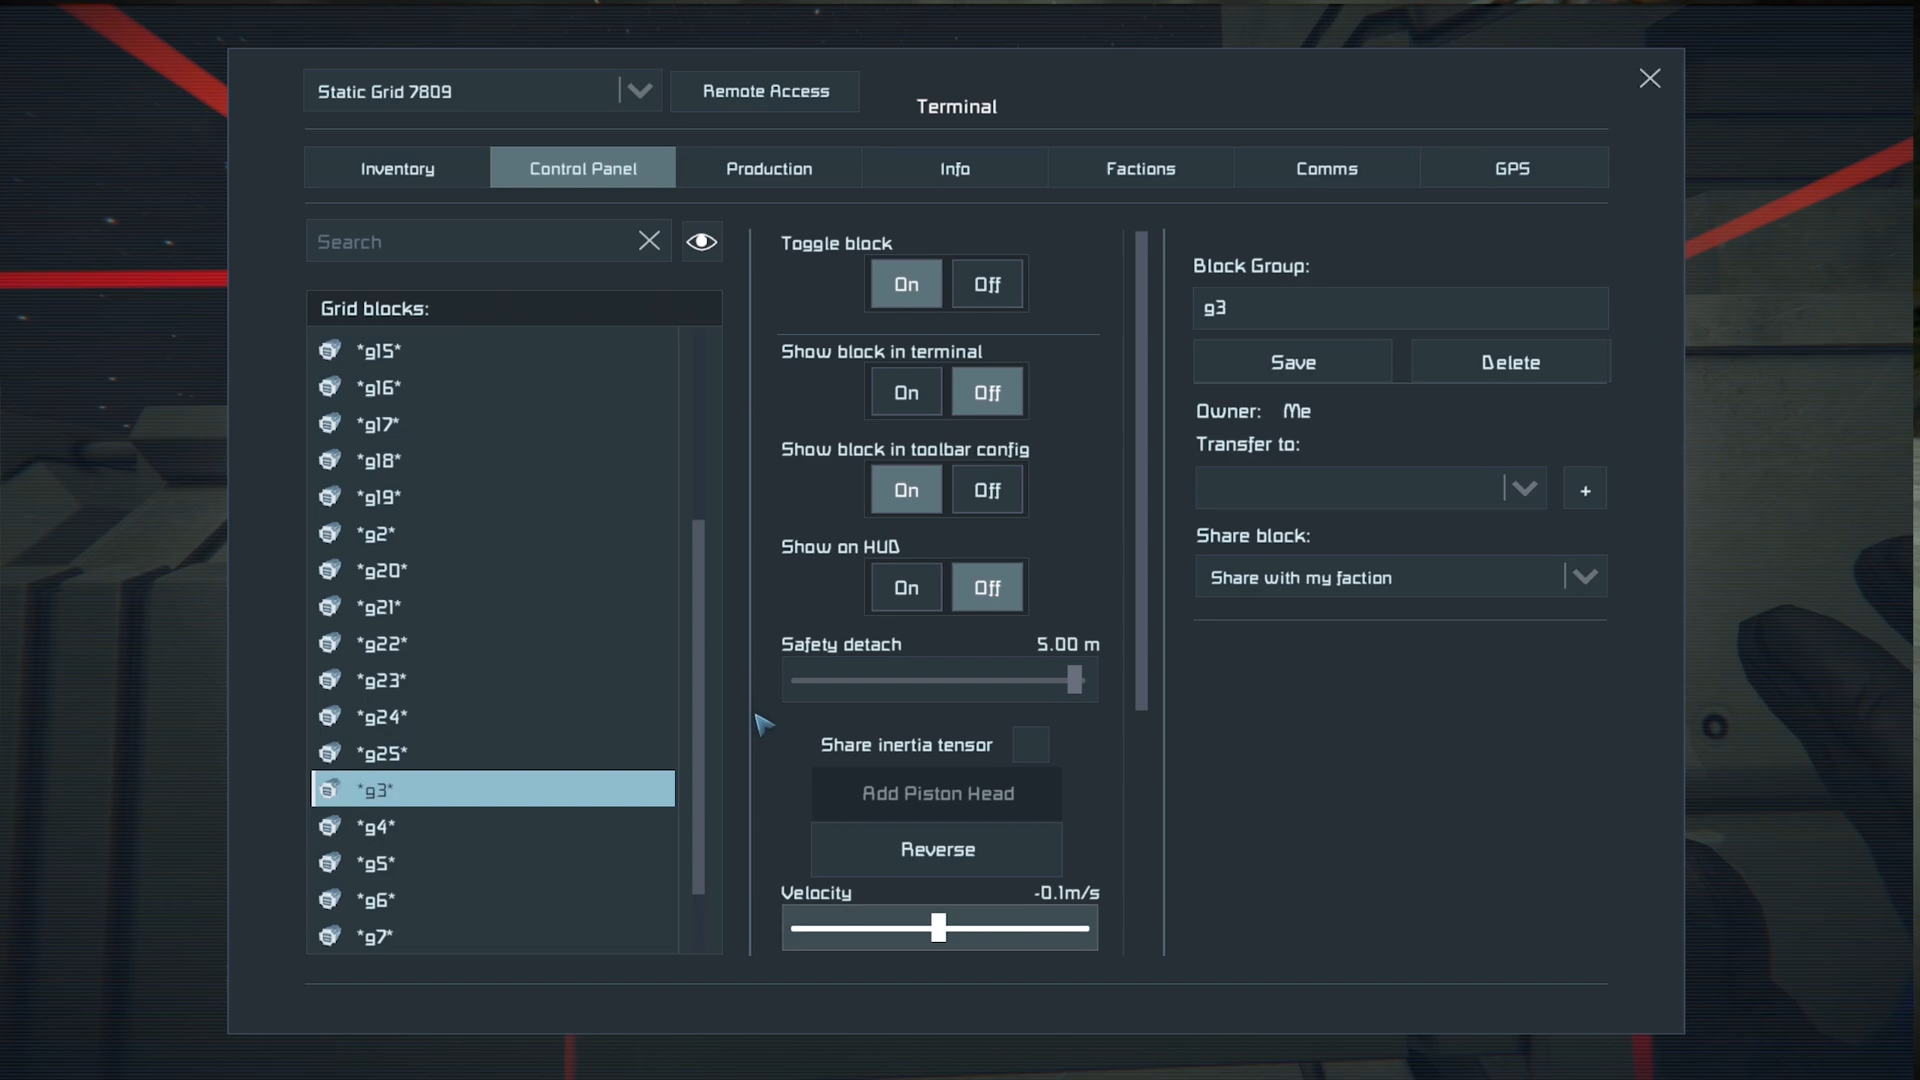 Static Grid 7809
Remote Access
Terminal
Inventory
Control Panel
Production
Info
Factions
Comms
GPS
Search
Grid blocks:
*g15*
*g16*
*g17*
*g18*
*g19*
*g2*
*g20*
*g21*
*g22*
*g23*
*g24*
*g25*
*g3*
*g4*
*g5*
*g6*
*g7*
Toggle block
On Off
Show block in terminal
On Off
Show block in toolbar config
On Off
Show on HUD
On Off
Safety detach 5.00 m
Share inertia tensor
Add Piston Head
Reverse
Velocity -0.1m/s
Block Group:
g3
Save Delete
Owner: Me
Transfer to:
+
Share block:
Share with my faction